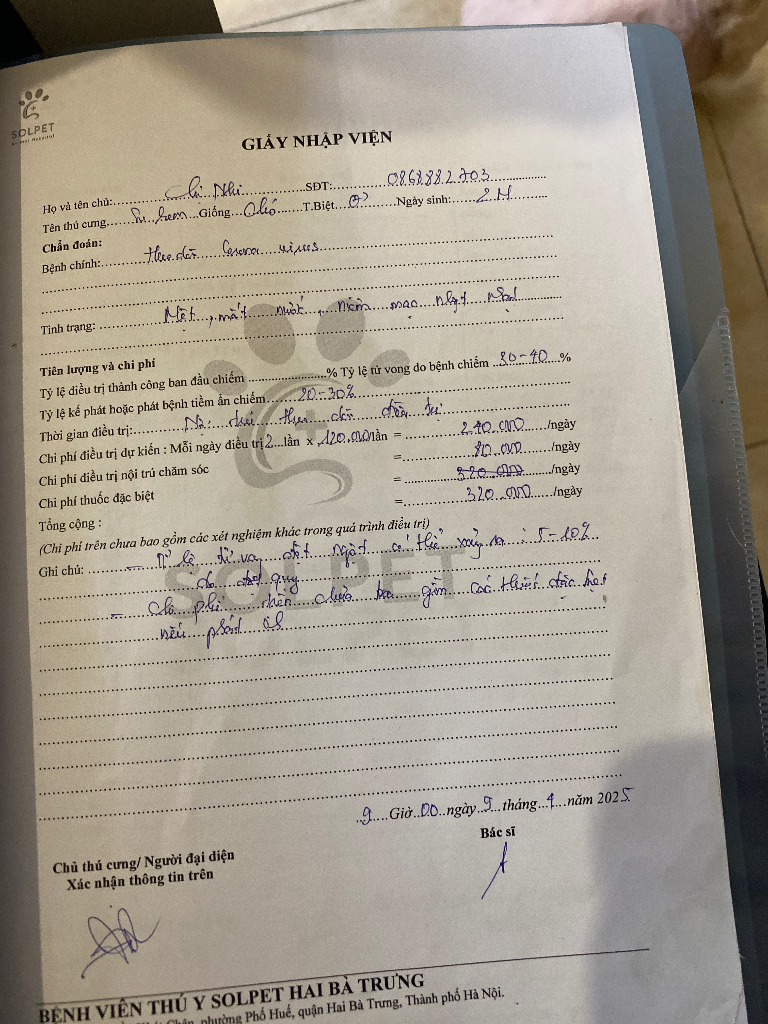 SOLPET
Animal Hospital
GIẤY NHẬP VIỆN
Họ và tên chủ: Chị Nhi SĐT: 0868882703
Tên thú cưng Giống Chó T.Biệt ♂ Ngày sinh: 2M
Chẩn đoán:
Bệnh chính: theo dõi Corona virus
Tình trạng: Mệt, mất nước, niêm mạc nhợt nhạt
Tiên lượng và chi phí
Tỷ lệ điều trị thành công ban đầu chiếm % Tỷ lệ tử vong do bệnh chiếm 30-40 %
Tỷ lệ kế phát hoặc phát bệnh tiềm ẩn chiếm 20-30%
Thời gian điều trị: Nội trú theo dõi điều trị
Chi phí điều trị dự kiến : Mỗi ngày điều trị 2 lần x 120.000 lần = 240.000 /ngày
Chi phí điều trị nội trú chăm sóc = 80.000 /ngày
Chi phí thuốc đặc biệt = 320.000 /ngày
Tổng cộng : = 320.000 /ngày
(Chi phí trên chưa bao gồm các xét nghiệm khác trong quá trình điều trị)
Ghi chú: - Tỉ lệ tử vong đột ngột có thể xảy ra : 5-10%
do đột quỵ
- Chi phí trên chưa bao gồm các thuốc đặc biệt
nếu phát sinh
9 Giờ 00 ngày 9 tháng 4 năm 2025
Chủ thú cưng/ Người đại diện
Xác nhận thông tin trên
Bác sĩ
SOLPET
BỆNH VIÊN THÚ Y SOLPET HAI BÀ TRƯNG
phường Phố Huế, quận Hai Bà Trưng, Thành phố Hà Nội.